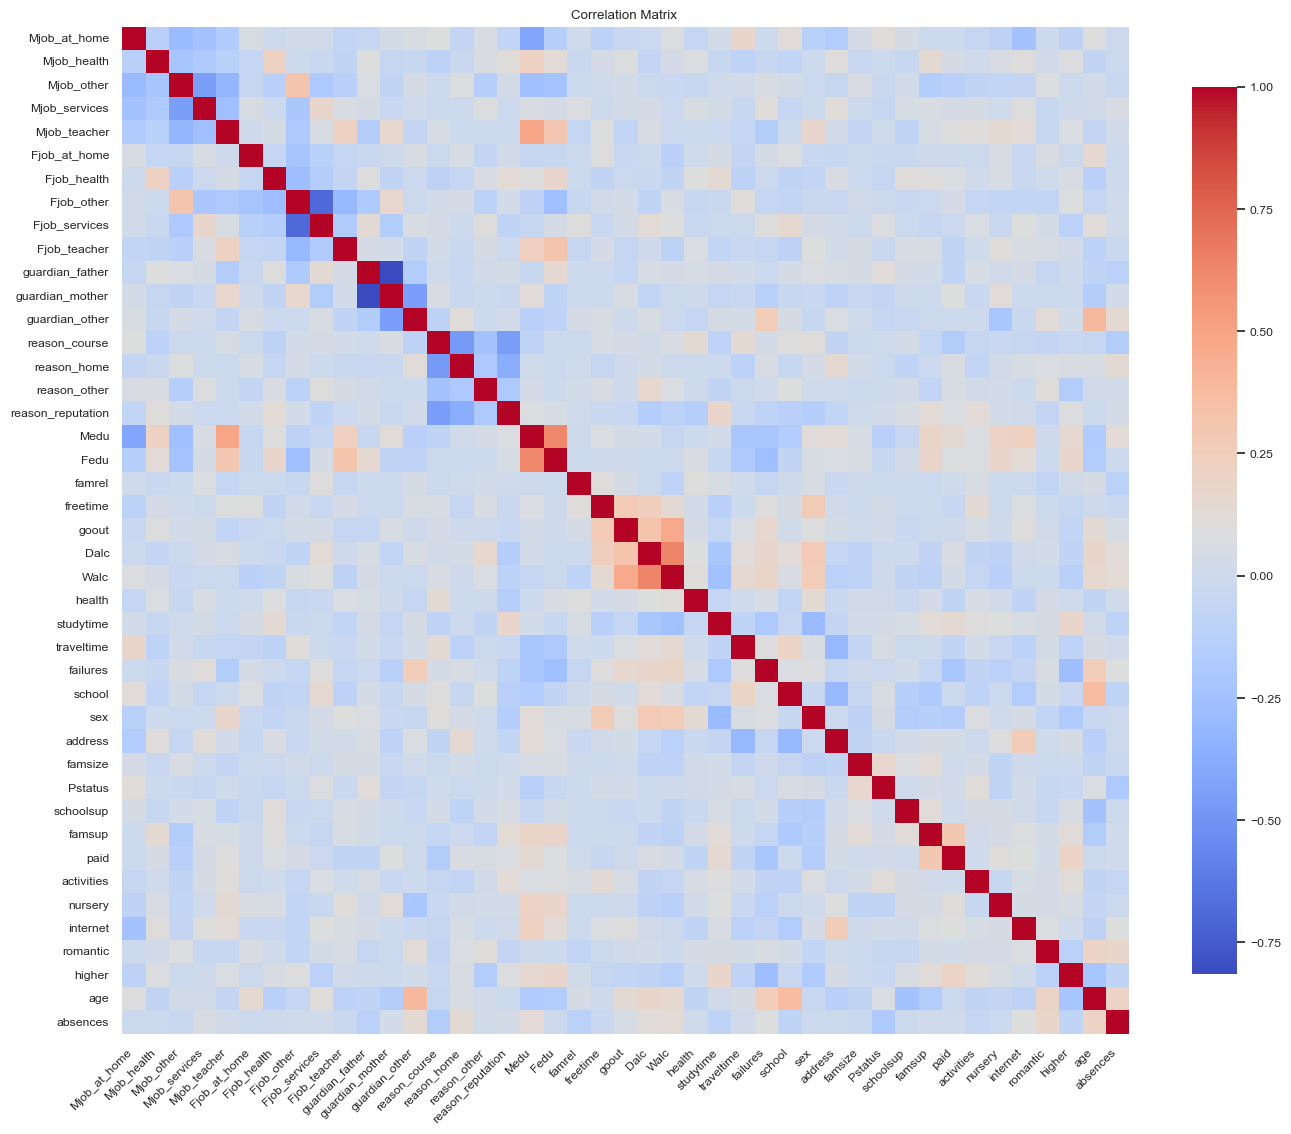 Correlation Matrix
Mjob_at_home
Mjob_health
Mjob_other
Mjob_services
Mjob_teacher
Fjob_at_home
Fjob_health
Fjob_other
Fjob_services
Fjob_teacher
guardian_father
guardian_mother
guardian_other
reason_course
reason_home
reason_other
reason_reputation
Medu
Fedu
famrel
freetime
goout
Dalc
Walc
health
studytime
traveltime
failures
school
sex
address
famsize
Pstatus
schoolsup
famsup
paid
activities
nursery
internet
romantic
higher
age
absences
Mjob_at_home
Mjob_health
Mjob_other
Mjob_services
Mjob_teacher
Fjob_at_home
Fjob_health
Fjob_other
Fjob_services
Fjob_teacher
guardian_father
guardian_mother
guardian_other
reason_course
reason_home
reason_other
reason_reputation
Medu
Fedu
famrel
freetime
goout
Dalc
Walc
health
studytime
traveltime
failures
school
sex
address
famsize
Pstatus
schoolsup
famsup
paid
activities
nursery
internet
romantic
higher
age
absences
1.00
0.75
0.50
0.25
0.00
−0.25
−0.50
−0.75